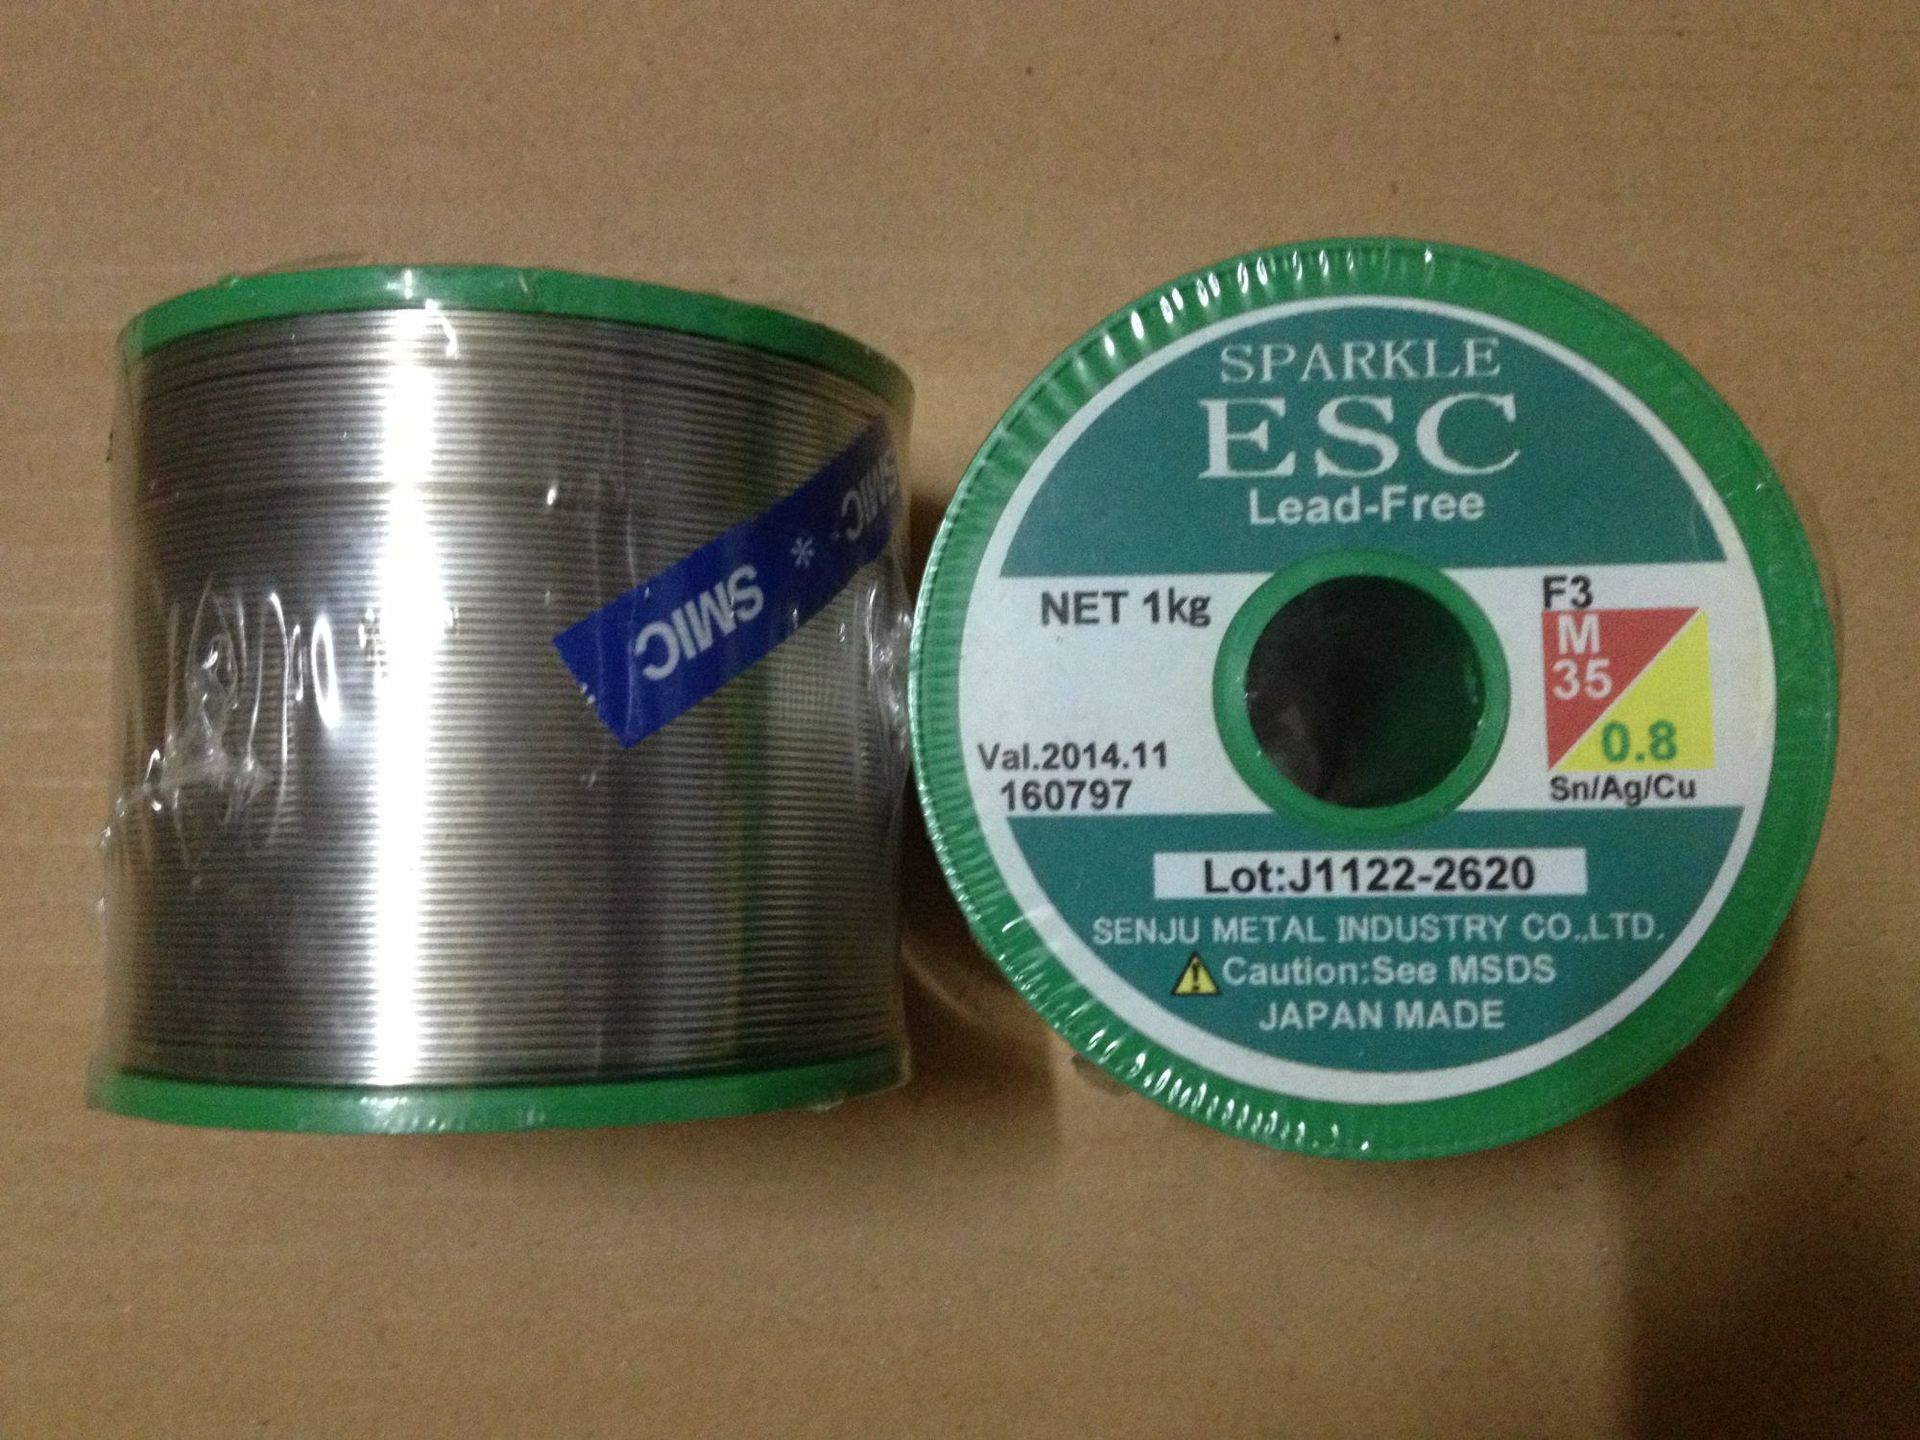 SMIC * SMIC
SPARKLE
ESC
Lead-Free
NET 1kg
F3
M
35
0.8
Sn/Ag/Cu
Val.2014.11
160797
Lot:J1122-2620
SENJU METAL INDUSTRY CO.,LTD.
Caution:See MSDS
JAPAN MADE